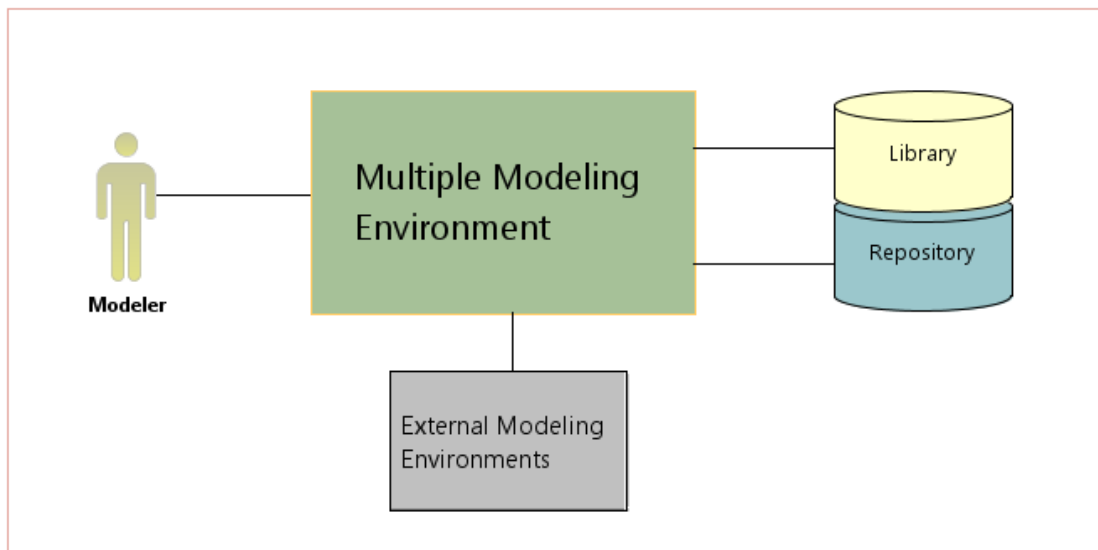 Multiple Modeling
Environment
Library
Repository
Modeler
External Modeling
Environments